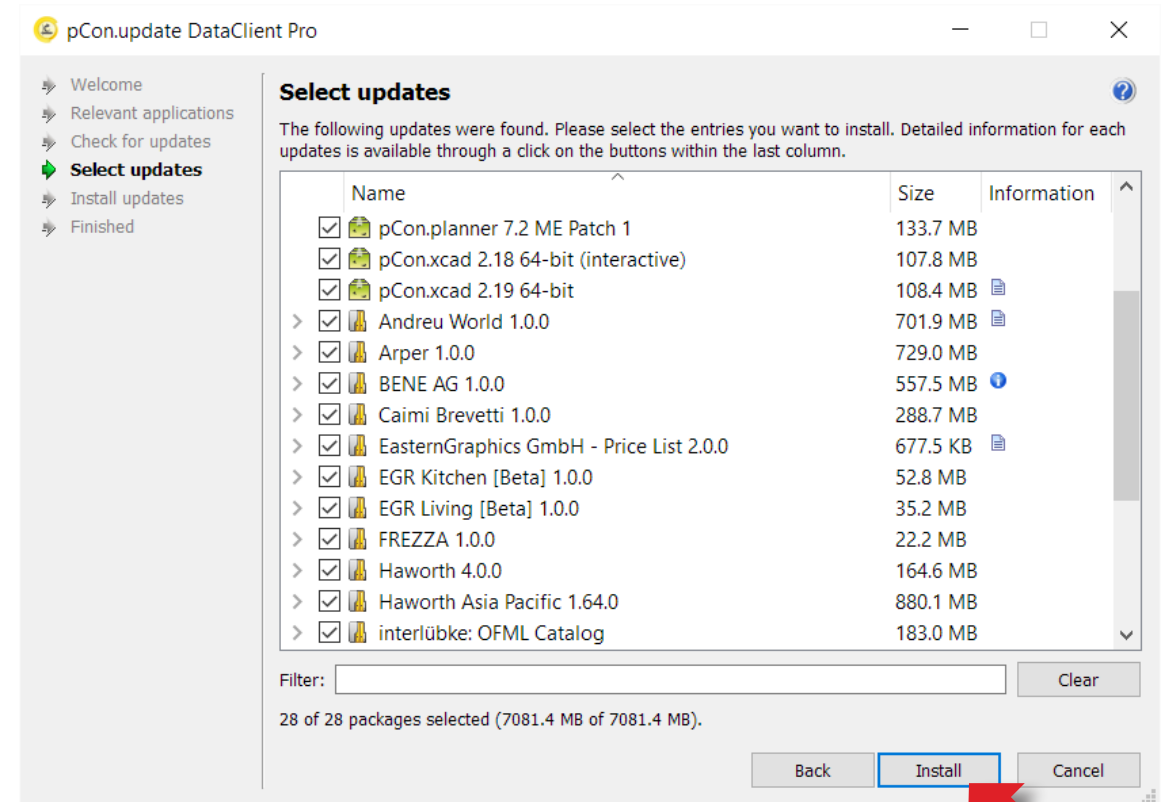 pCon.update DataClient Pro
Welcome
Relevant applications
Check for updates
Select updates
Install updates
Finished
Select updates
The following updates were found. Please select the entries you want to install. Detailed information for each
updates is available through a click on the buttons within the last column.
Name Size Information
pCon.planner 7.2 ME Patch 1 133.7 MB
pCon.xcad 2.18 64-bit (interactive) 107.8 MB
pCon.xcad 2.19 64-bit 108.4 MB
Andreu World 1.0.0 701.9 MB
Arper 1.0.0 729.0 MB
BENE AG 1.0.0 557.5 MB
Caimi Brevetti 1.0.0 288.7 MB
EasternGraphics GmbH - Price List 2.0.0 677.5 KB
EGR Kitchen [Beta] 1.0.0 52.8 MB
EGR Living [Beta] 1.0.0 35.2 MB
FREZZA 1.0.0 22.2 MB
Haworth 4.0.0 164.6 MB
Haworth Asia Pacific 1.64.0 880.1 MB
interlübke: OFML Catalog 183.0 MB
Filter: Clear
28 of 28 packages selected (7081.4 MB of 7081.4 MB).
Back Install Cancel